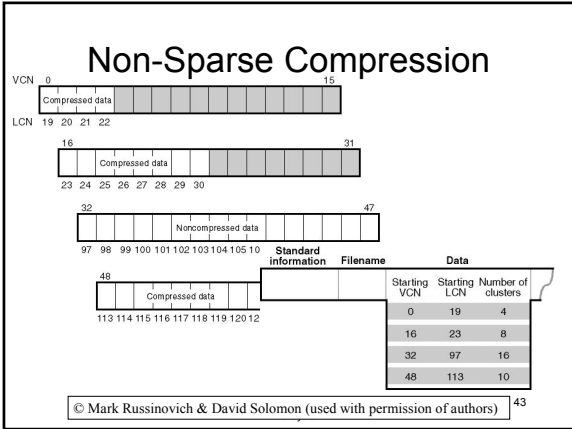 Non-Sparse Compression
VCN 0 15
Compressed data
LCN 19 20 21 22
16 31
Compressed data
23 24 25 26 27 28 29 30
32 47
Noncompressed data
97 98 99 100 101 102 103 104 105 10
48
Compressed data
113 114 115 116 117 118 119 120 12
Standard information Filename Data
Starting VCN Starting LCN Number of clusters
0 19 4
16 23 8
32 97 16
48 113 10
© Mark Russinovich & David Solomon (used with permission of authors)
43